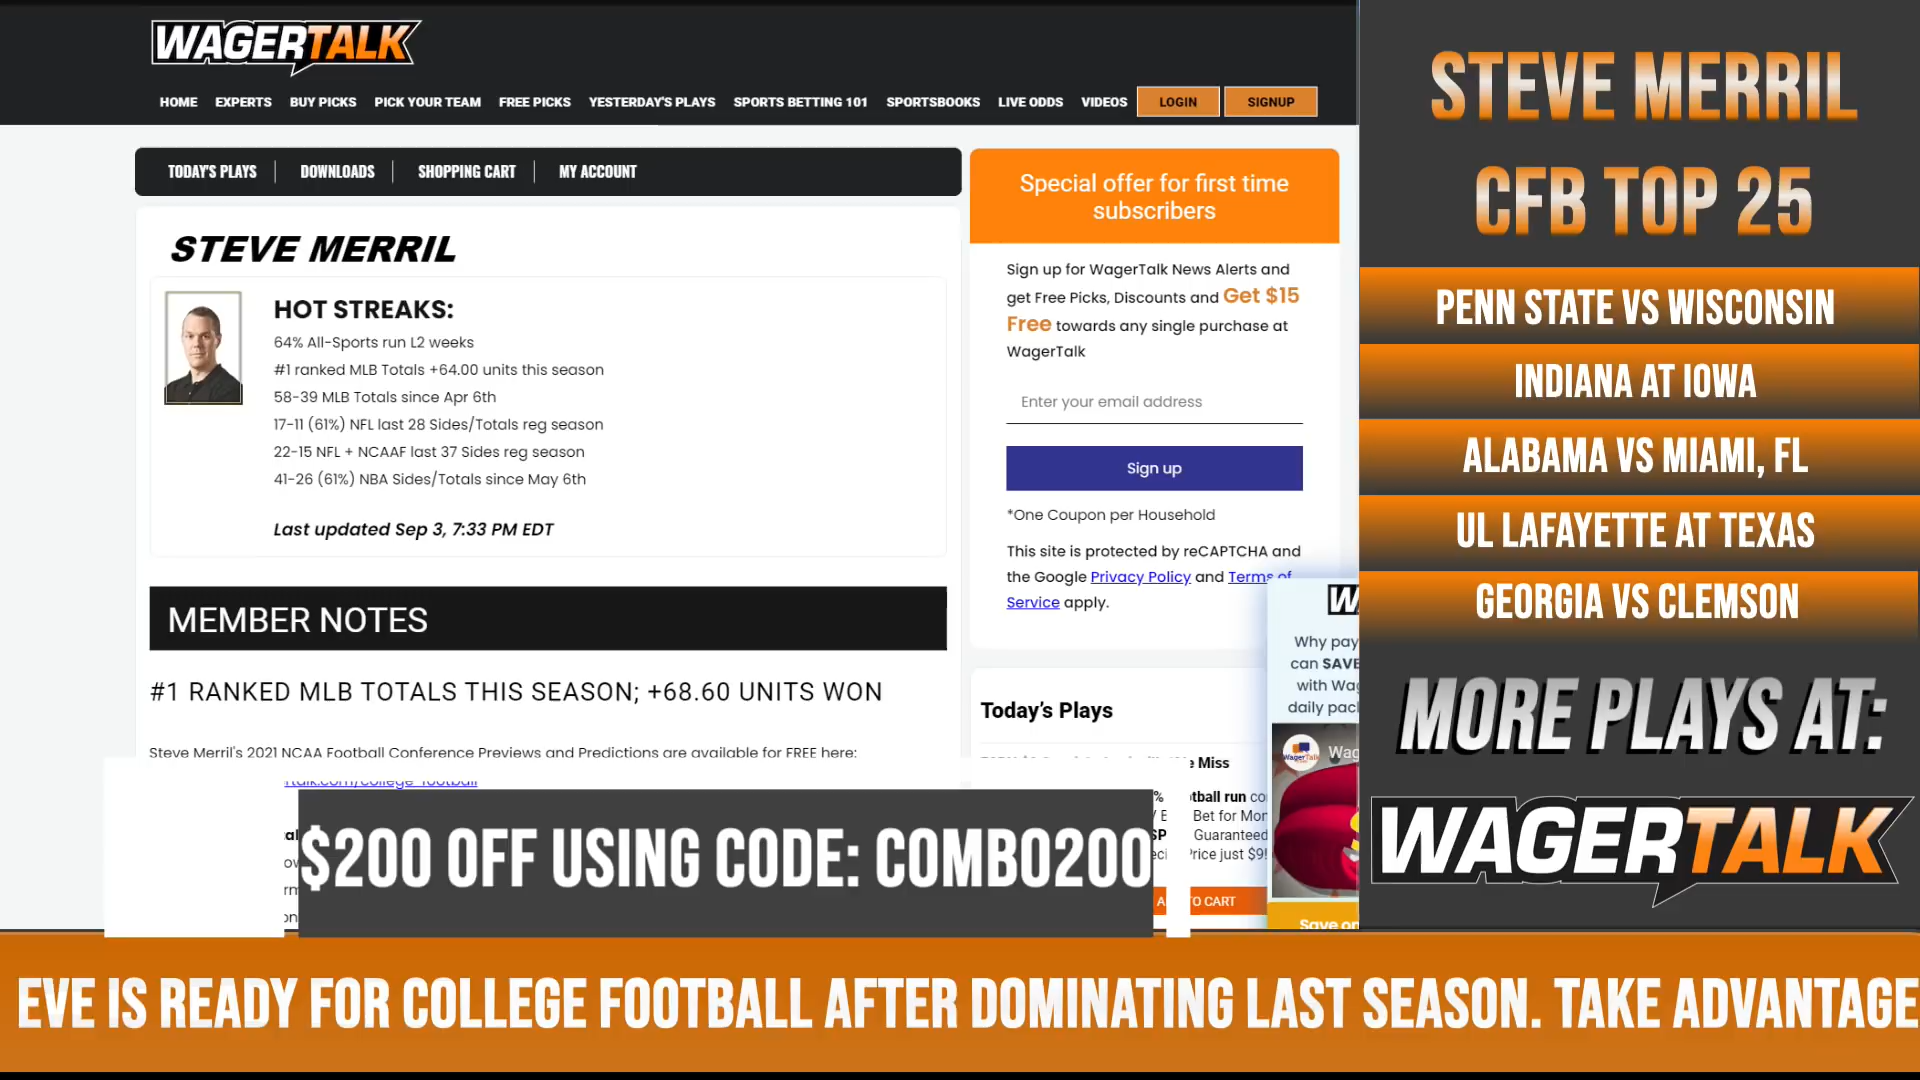 WAGERTALK
HOME EXPERTS BUY PICKS PICK YOUR TEAM FREE PICKS YESTERDAY'S PLAYS SPORTS BETTING 101 SPORTSBOOKS LIVE ODDS VIDEOS LOGIN SIGNUP
TODAY'S PLAYS DOWNLOADS SHOPPING CART MY ACCOUNT
STEVE MERRIL
HOT STREAKS:
64% All-Sports run L2 weeks
#1 ranked MLB Totals +64.00 units this season
58-39 MLB Totals since Apr 6th
17-11 (61%) NFL last 28 Sides/Totals reg season
22-15 NFL + NCAAF last 37 Sides reg season
41-26 (61%) NBA Sides/Totals since May 6th
Last updated Sep 3, 7:33 PM EDT
MEMBER NOTES
#1 RANKED MLB TOTALS THIS SEASON; +68.60 UNITS WON
Steve Merril's 2021 NCAA Football Conference Previews and Predictions are available for FREE here:
Special offer for first time
subscribers
Sign up for WagerTalk News Alerts and
get Free Picks, Discounts and Get $15
Free towards any single purchase at
WagerTalk
Enter your email address
Sign up
*One Coupon per Household
This site is protected by reCAPTCHA and
the Google Privacy Policy and Terms of
Service apply.
Today's Plays
Miss
otball run
Bet for
Guaranteed
Price just
TO CART
Why pay
can SAVE
with
daily
WagerTalk
Save
STEVE MERRIL
CFB TOP 25
PENN STATE VS WISCONSIN
INDIANA AT IOWA
ALABAMA VS MIAMI, FL
UL LAFAYETTE AT TEXAS
GEORGIA VS CLEMSON
MORE PLAYS AT:
WAGERTALK
$200 OFF USING CODE: COMBO200
EVE IS READY FOR COLLEGE FOOTBALL AFTER DOMINATING LAST SEASON. TAKE ADVANTAGE